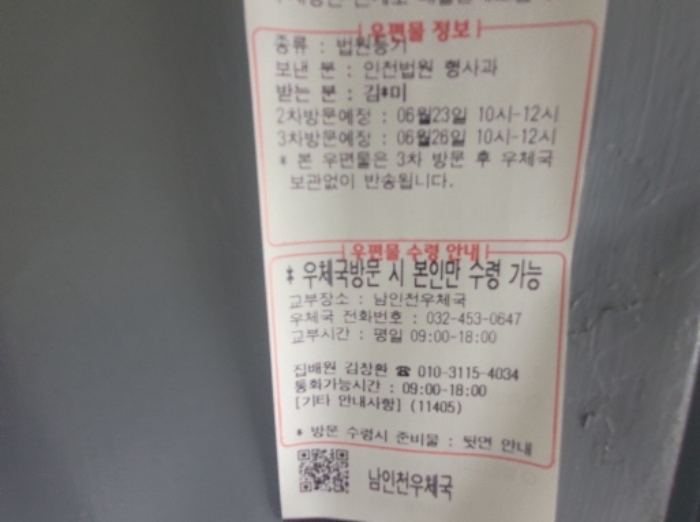 우편물 정보
종류 : 법원등기
보낸 분 : 인천법원 형사과
받는 분 : 김*미
2차방문예정 : 06월23일 10시-12시
3차방문예정 : 06월26일 10시-12시
* 본 우편물은 3차 방문 후 우체국
보관없이 반송됩니다.
우편물 수령 안내
* 우체국방문 시 본인만 수령 가능
교부장소 : 남인천우체국
우체국 전화번호 : 032-453-0647
교부시간 : 평일 09:00-18:00
집배원 김창환 ☎ 010-3115-4034
통화가능시간 : 09:00-18:00
[기타 안내사항] (11405)
* 방문 수령시 준비물 : 뒷면 안내
남인천우체국